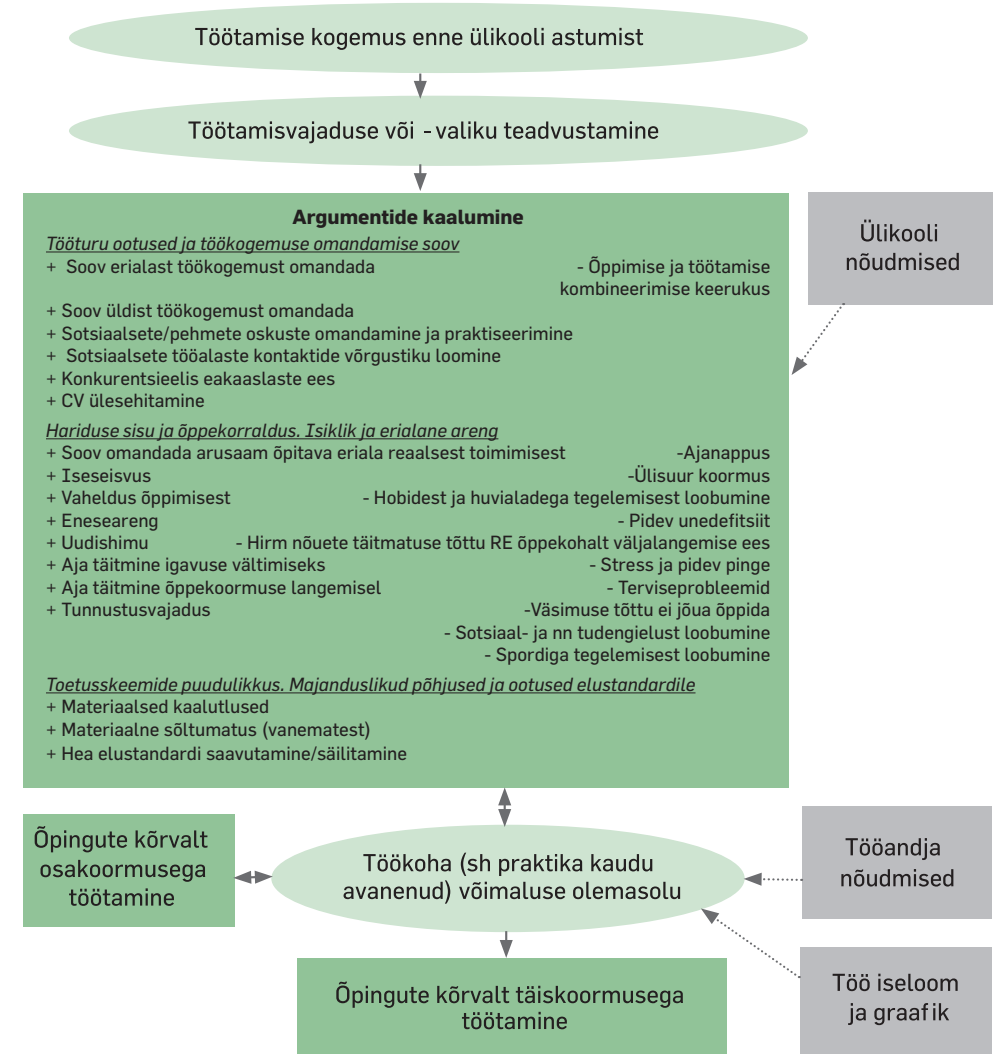 Töötamise kogemus enne ülikooli astumist
Töötamisvajaduse või - valiku teadvustamine
Argumentide kaalumine
Tööturu ootused ja töökogemuse omandamise soov
+ Soov erialast töökogemust omandada
- Õppimise ja töötamise
kombineerimise keerukus
+ Soov üldist töökogemust omandada
+ Sotsiaalsete/pehmete oskuste omandamine ja praktiseerimine
+ Sotsiaalsete tööalaste kontaktide võrgustiku loomine
+ Konkurentsieelis eakaaslaste ees
+ CV ülesehitamine
Hariduse sisu ja õppekorraldus. Isiklik ja erialane areng
+ Soov omandada arusaam õpitava eriala reaalsest toimimisest -Ajanappus
+ Iseseisvus -Ülisuur koormus
+ Vaheldus õppimisest - Hobidest ja huvialadega tegelemisest loobumine
+ Eneseareng - Pidev unedefitsiit
+ Uudishimu - Hirm nõuete täitmatuse tõttu RE õppekohalt väljalangemise ees
+ Aja täitmine igavuse vältimiseks - Stress ja pidev pinge
+ Aja täitmine õppekoormuse langemisel - Terviseprobleemid
+ Tunnustusvajadus -Väsimuse tõttu ei jõua õppida
- Sotsiaal- ja nn tudengielust loobumine
- Spordiga tegelemisest loobumine
Toetusskeemide puudulikkus. Majanduslikud põhjused ja ootused elustandardile
+ Materiaalsed kaalutlused
+ Materiaalne sõltumatus (vanematest)
+ Hea elustandardi saavutamine/säilitamine
Ülikooli
nõudmised
Õpingute kõrvalt
osakoormusega
töötamine
Töökoha (sh praktika kaudu
avanenud) võimaluse olemasolu
Tööandja
nõudmised
Õpingute kõrvalt täiskoormusega
töötamine
Töö iseloom
ja graafik